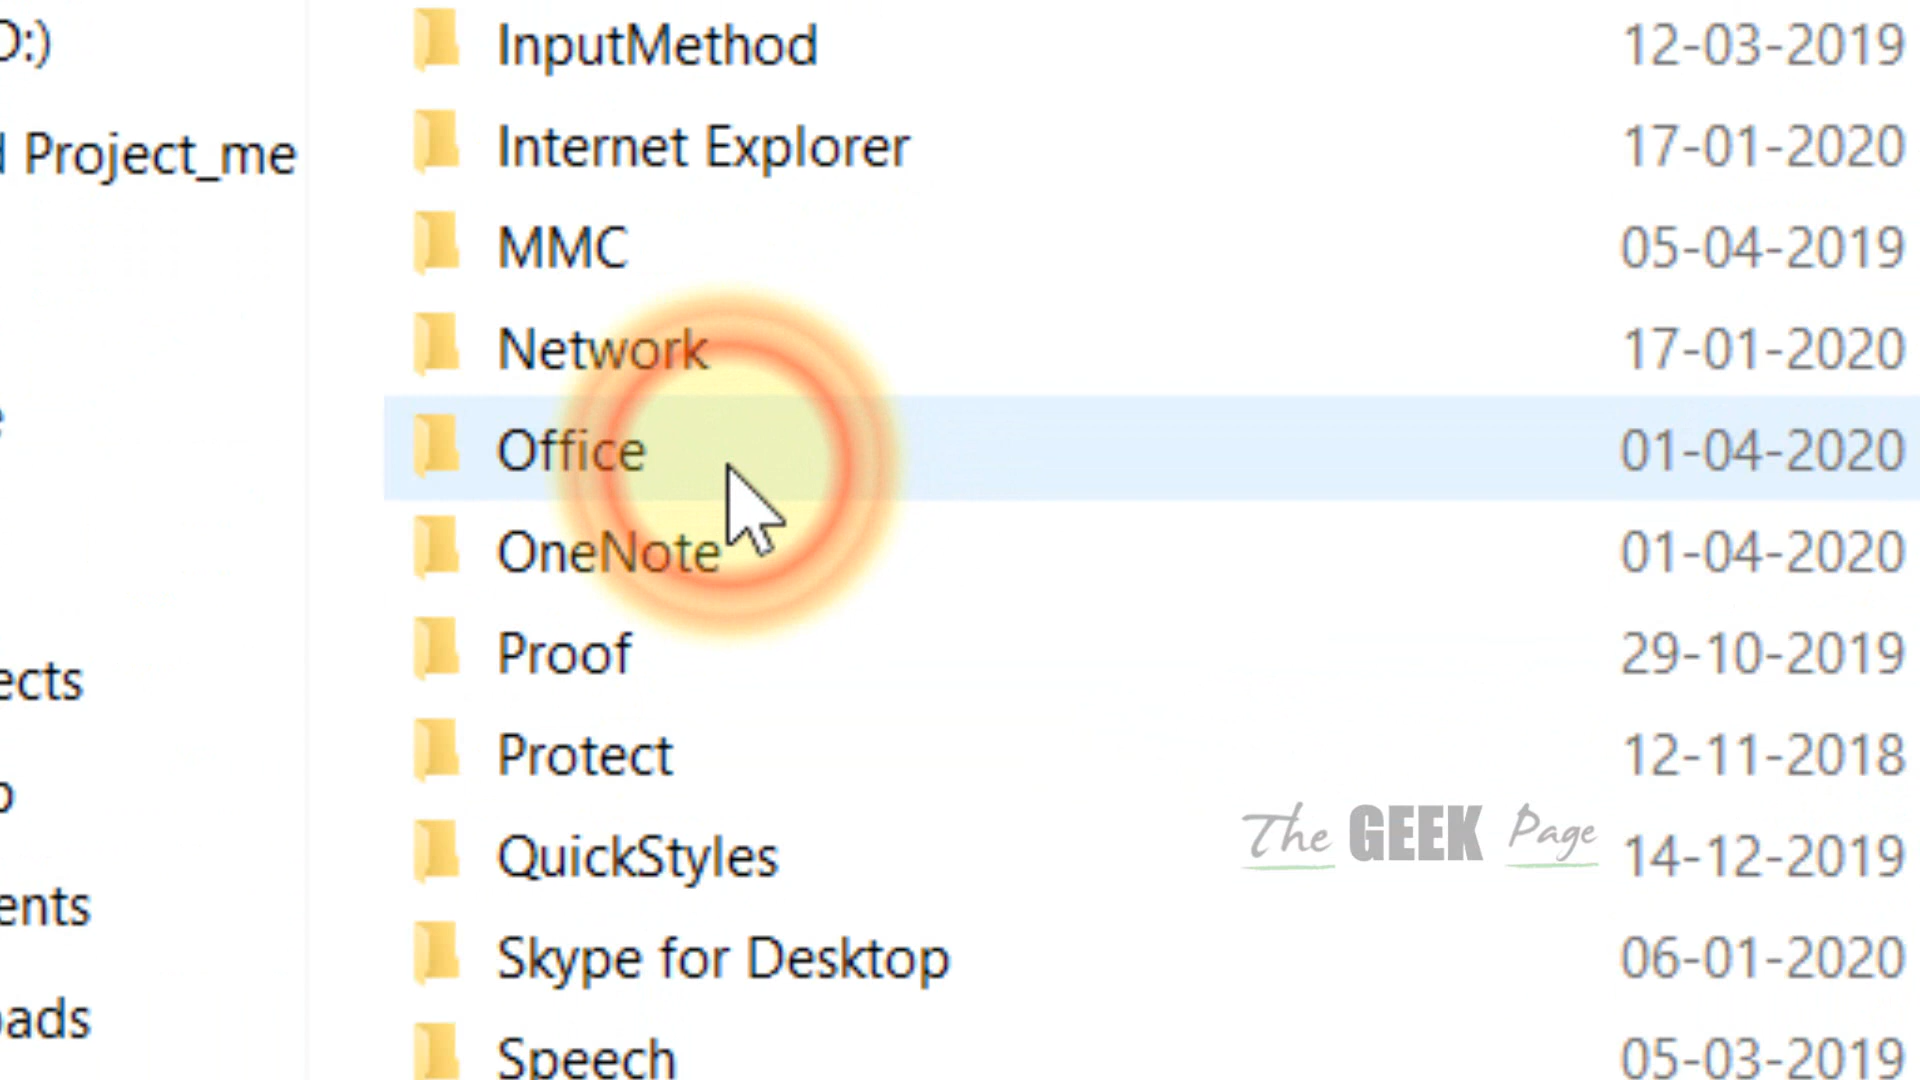 D:)
InputMethod 12-03-2019
Internet Explorer 17-01-2020
d Project_me
MMC 05-04-2019
Network 17-01-2020
Office 01-04-2020
OneNote 01-04-2020
Proof 29-10-2019
ects
Protect 12-11-2018
The GEEK Page
QuickStyles 14-12-2019
ents
Skype for Desktop 06-01-2020
oads
Speech 05-03-2019